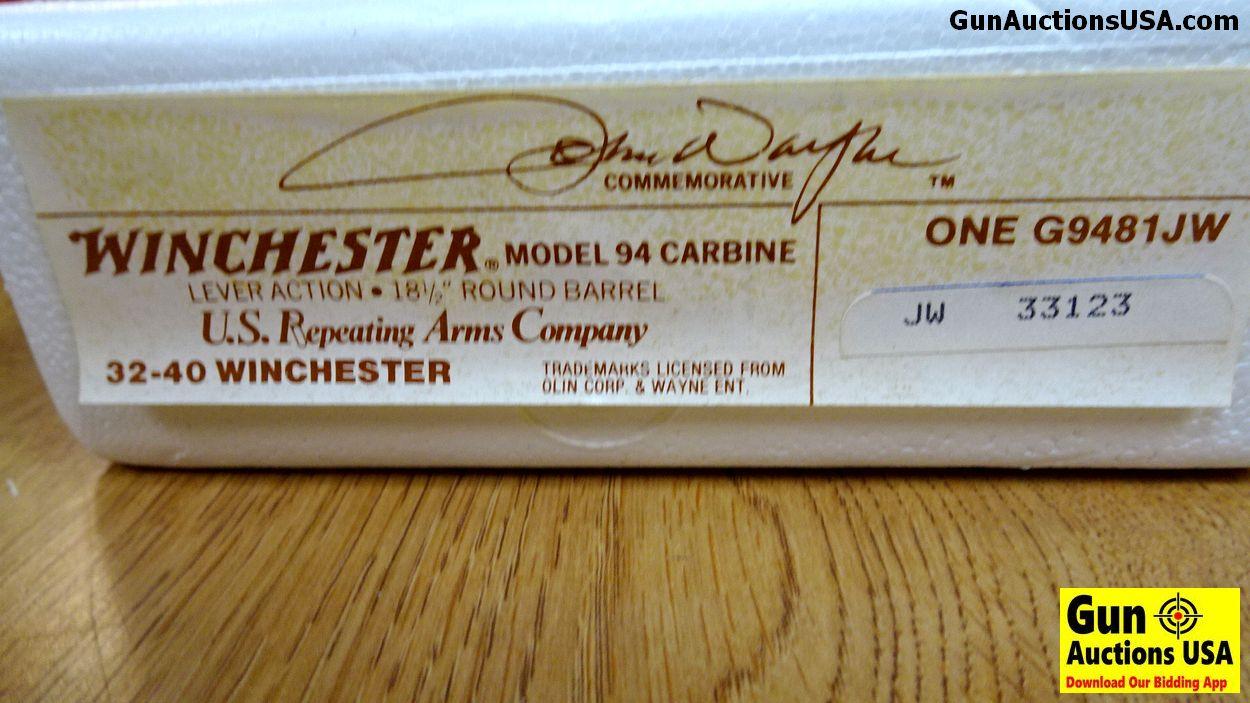 GunAuctionsUSA.com
John Wayne
COMMEMORATIVE ™
WINCHESTER® MODEL 94 CARBINE
LEVER ACTION • 18½" ROUND BARREL
U.S. Repeating Arms Company
32-40 WINCHESTER
TRADEMARKS LICENSED FROM
OLIN CORP. & WAYNE ENT.
ONE G9481JW
JW 33123
Gun
Auctions USA
Download Our Bidding App